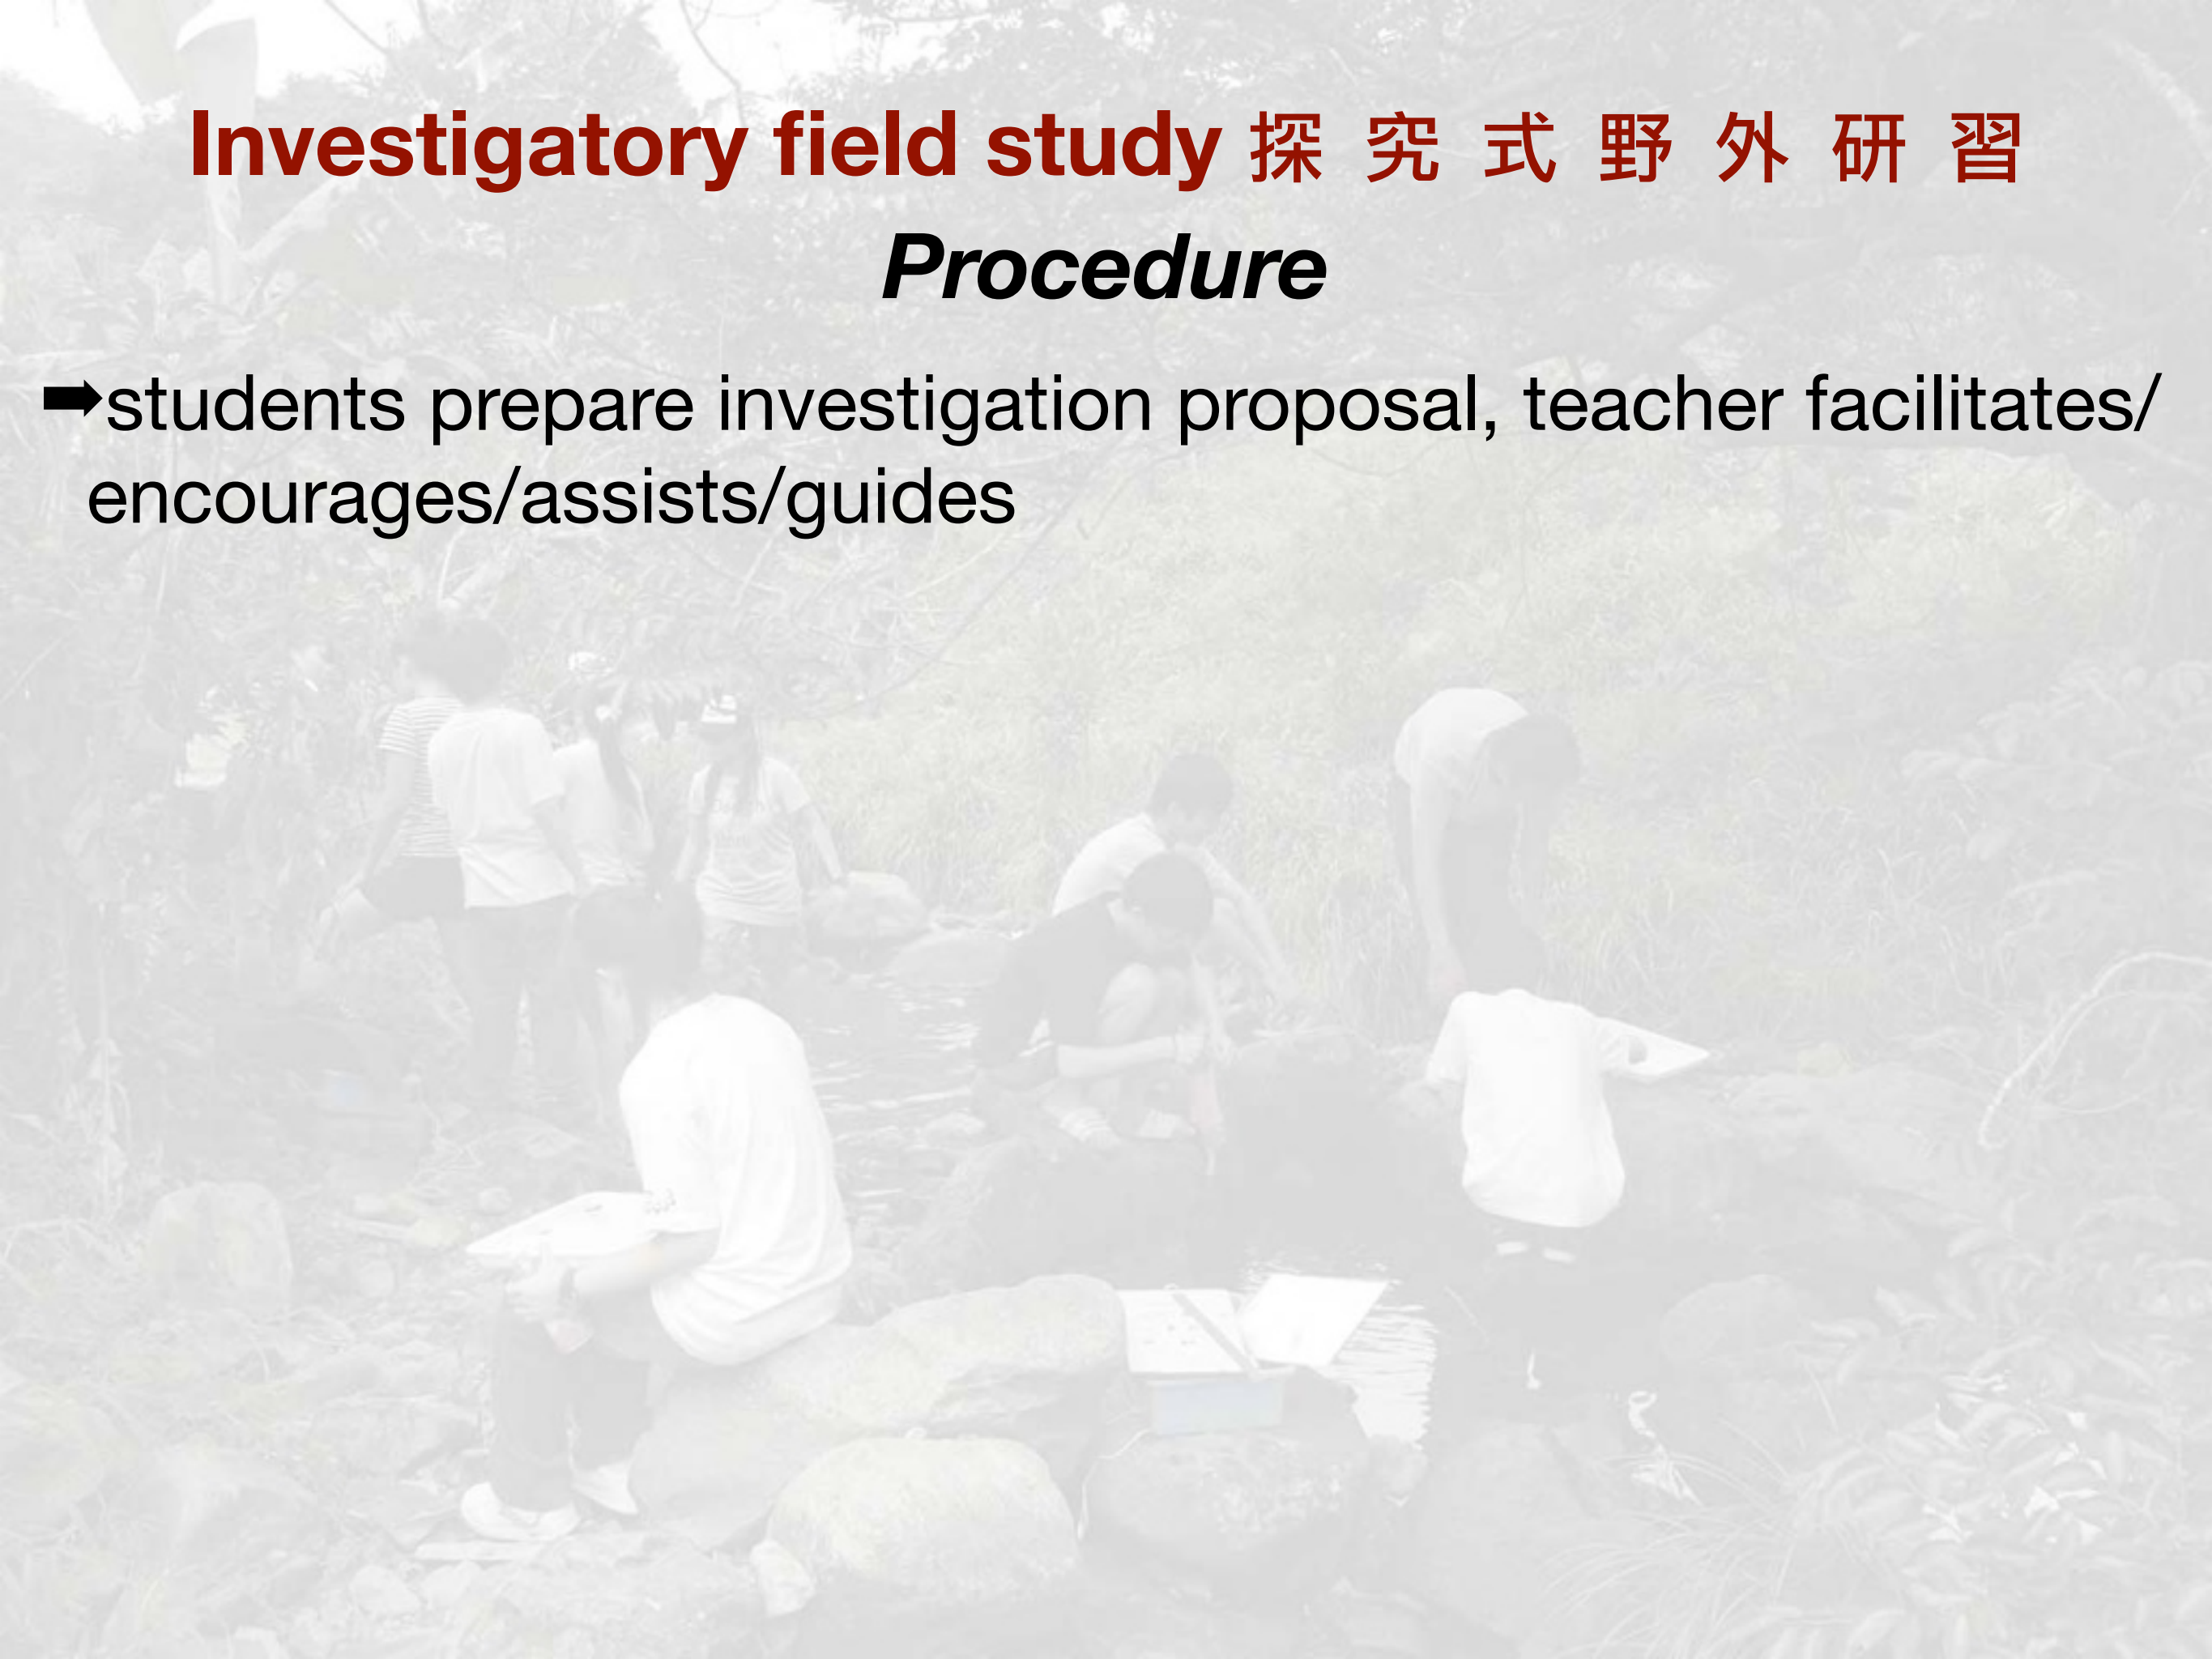 Investigatory field study 探 究 式 野 外 研 習
Procedure
➡students prepare investigation proposal, teacher facilitates/
encourages/assists/guides